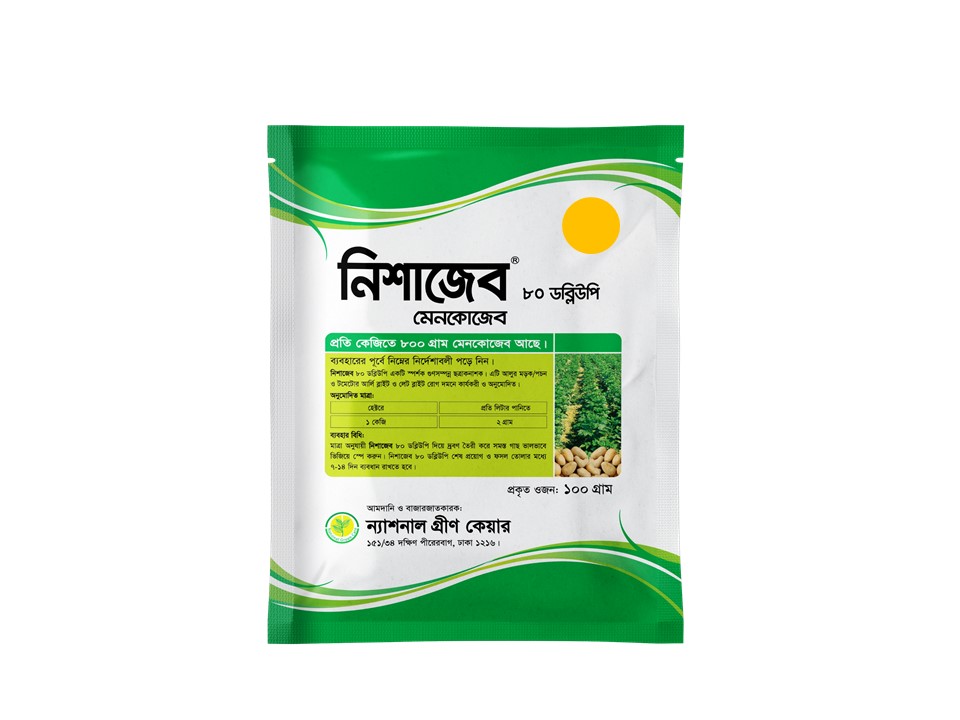 নিশাজেব®
৮০ ডব্লিউপি
মেনকোজেব
প্রতি কেজিতে ৮০০ গ্রাম মেনকোজেব আছে।
ব্যবহারের পূর্বে নিম্নের নির্দেশাবলী পড়ে নিন।
নিশাজেব ৮০ ডব্লিউপি একটি স্পর্শক গুণসম্পন্ন ছত্রাকনাশক। এটি আলুর মড়ক/পচন
ও টমেটোর আর্লি ব্লাইট ও লেট ব্লাইট রোগ দমনে কার্যকরী ও অনুমোদিত।
অনুমোদিত মাত্রা:
হেক্টরে প্রতি লিটার পানিতে
১ কেজি ২ গ্রাম
ব্যবহার বিধি:
মাত্রা অনুযায়ী নিশাজেব ৮০ ডব্লিউপি দিয়ে দ্রবণ তৈরী করে সমস্ত গাছ ভালভাবে
ভিজিয়ে স্প্রে করুন। নিশাজেব ৮০ ডব্লিউপি শেষ প্রয়োগ ও ফসল তোলার মধ্যে
৭-১৪ দিন ব্যবধান রাখতে হবে।
প্রকৃত ওজন: ১০০ গ্রাম
আমদানি ও বাজারজাতকারক:
ন্যাশনাল গ্রীণ কেয়ার
১৫১/৩৪ দক্ষিণ পীরেরবাগ, ঢাকা ১২১৬।